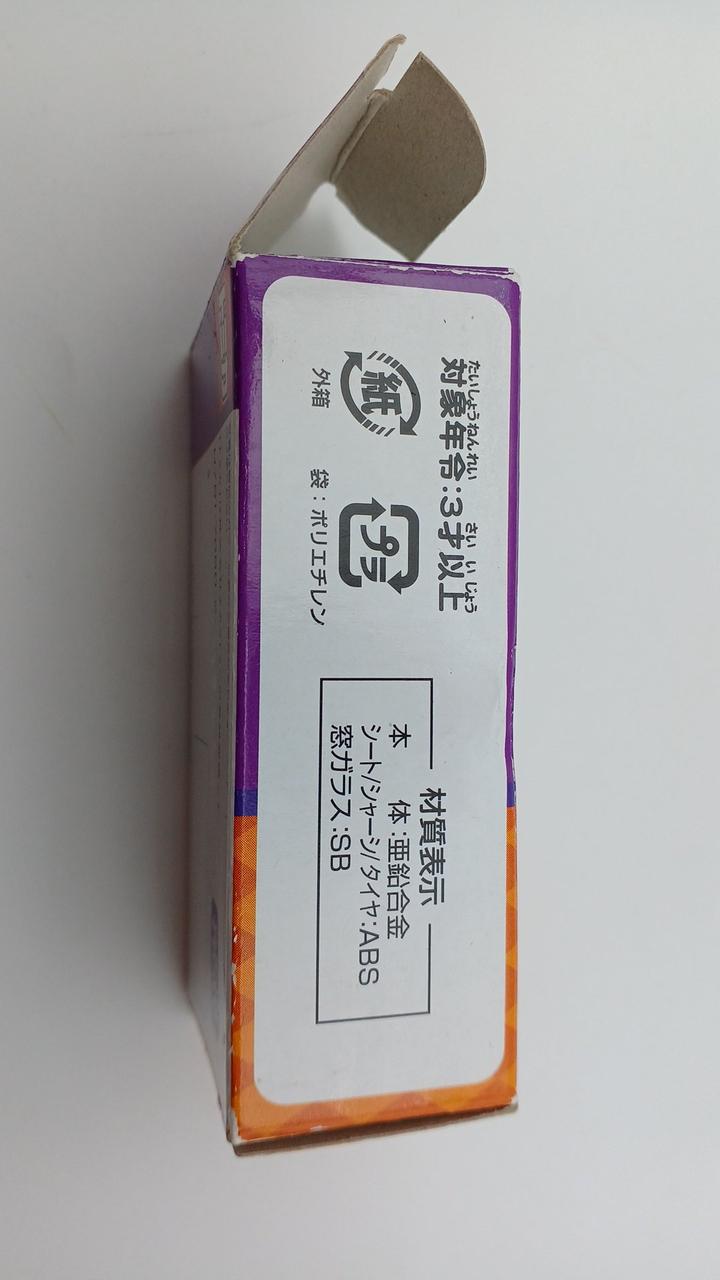 たいしょうねんれい さい いじょう
対象年令:3才以上
紙
外箱
プラ
袋:ポリエチレン
材質表示
本 体:亜鉛合金
シート/シャーシ/タイヤ:ABS
窓ガラス:SB